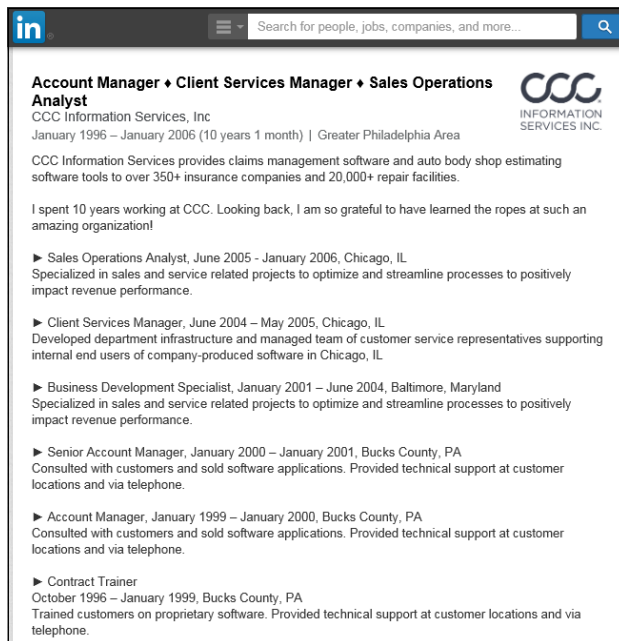 in
Search for people, jobs, companies, and more...
Account Manager ♦ Client Services Manager ♦ Sales Operations
Analyst
CCC Information Services, Inc
January 1996 – January 2006 (10 years 1 month) | Greater Philadelphia Area
CCC
INFORMATION
SERVICES INC.
CCC Information Services provides claims management software and auto body shop estimating
software tools to over 350+ insurance companies and 20,000+ repair facilities.
I spent 10 years working at CCC. Looking back, I am so grateful to have learned the ropes at such an
amazing organization!
► Sales Operations Analyst, June 2005 - January 2006, Chicago, IL
Specialized in sales and service related projects to optimize and streamline processes to positively
impact revenue performance.
► Client Services Manager, June 2004 – May 2005, Chicago, IL
Developed department infrastructure and managed team of customer service representatives supporting
internal end users of company-produced software in Chicago, IL
► Business Development Specialist, January 2001 – June 2004, Baltimore, Maryland
Specialized in sales and service related projects to optimize and streamline processes to positively
impact revenue performance.
► Senior Account Manager, January 2000 – January 2001, Bucks County, PA
Consulted with customers and sold software applications. Provided technical support at customer
locations and via telephone.
► Account Manager, January 1999 – January 2000, Bucks County, PA
Consulted with customers and sold software applications. Provided technical support at customer
locations and via telephone.
► Contract Trainer
October 1996 – January 1999, Bucks County, PA
Trained customers on proprietary software. Provided technical support at customer locations and via
telephone.